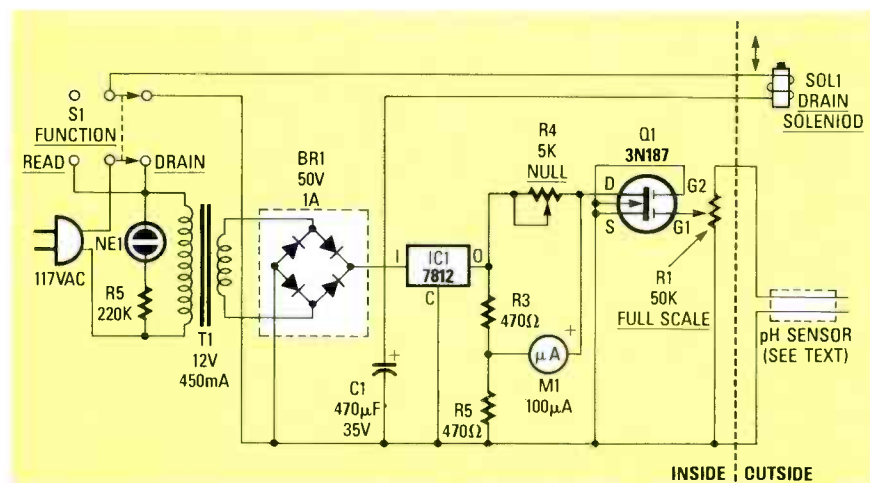 S1
FUNCTION
READ
DRAIN
117VAC
NE1
R5
220K
T1
12V
450mA
BR1
50V
1A
I
IC1
7812
O
C
C1
470µF
35V
+
R3
470Ω
R5
470Ω
R4
5K
NULL
µA
+
M1
100µA
Q1
3N187
D
S
G2
G1
R1
50K
FULL SCALE
SOL1
DRAIN
SOLENIOD
pH SENSOR
(SEE TEXT)
INSIDE
OUTSIDE